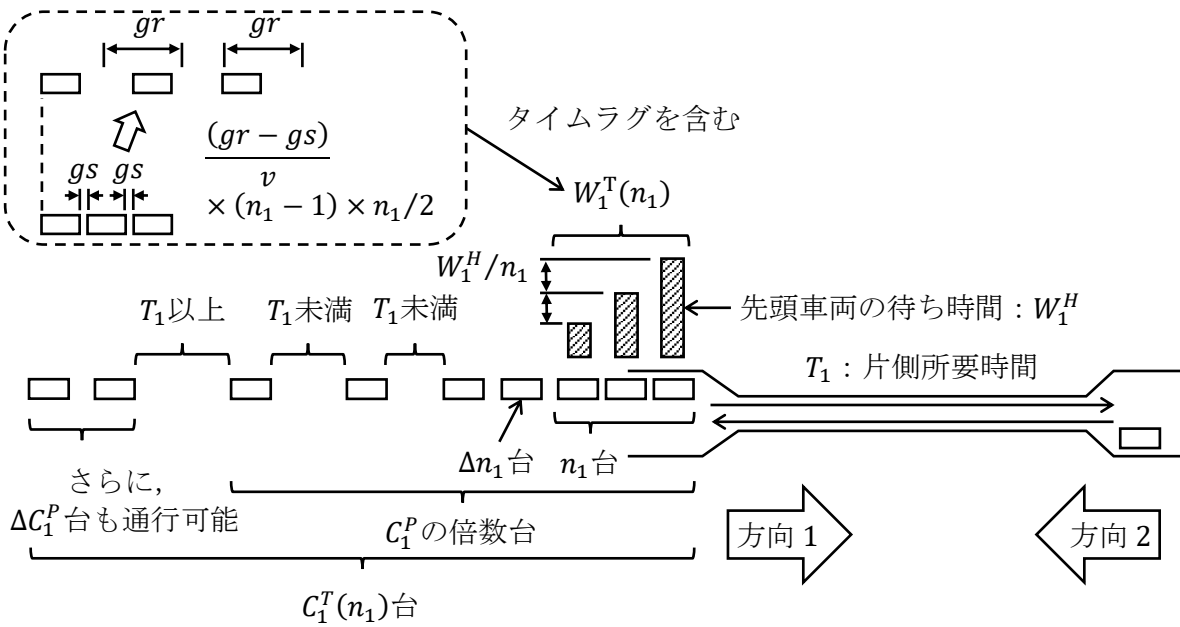 gr gr
タイムラグを含む
(gr − gs)
v
× (n₁ − 1) × n₁/2
gs gs
W₁ᵀ(n₁)
W₁ᴴ/n₁
先頭車両の待ち時間：W₁ᴴ
T₁以上 T₁未満 T₁未満
T₁：片側所要時間
Δn₁台 n₁台
さらに,
ΔC₁ᴾ台も通行可能
C₁ᴾの倍数台
方向 1 方向 2
C₁ᵀ(n₁)台